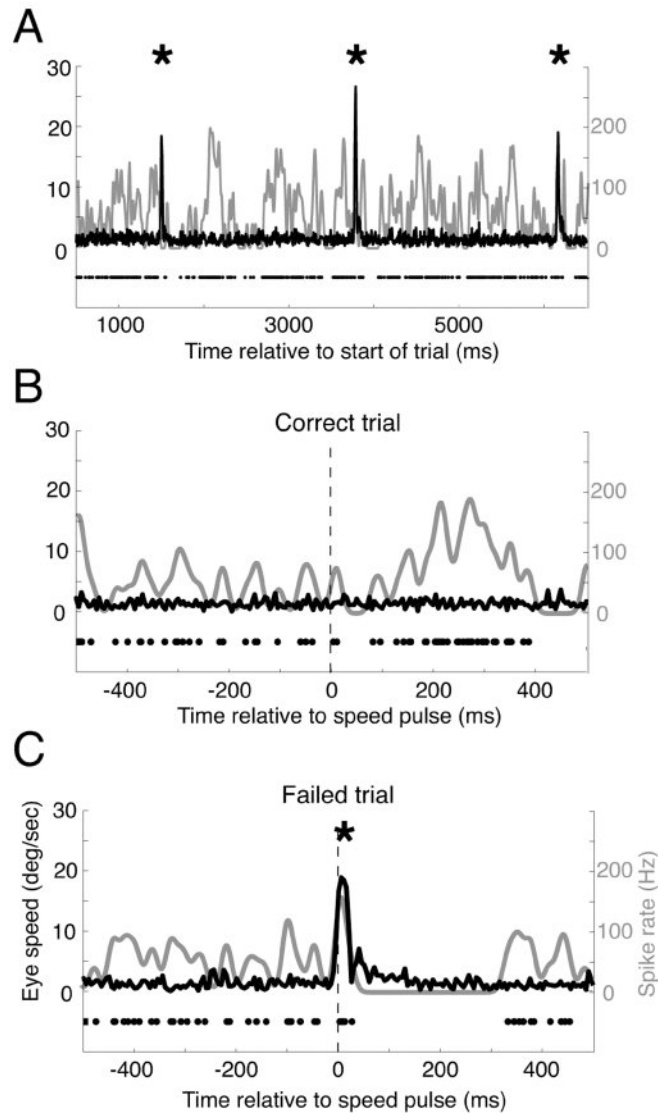 A
* * *
30
20
10
0
200
100
0
1000 3000 5000
Time relative to start of trial (ms)
B
Correct trial
30
20
10
0
200
100
0
-400 -200 0 200 400
Time relative to speed pulse (ms)
C
Failed trial
*
Eye speed (deg/sec)
30
20
10
0
200
100
0
Spike rate (Hz)
-400 -200 0 200 400
Time relative to speed pulse (ms)